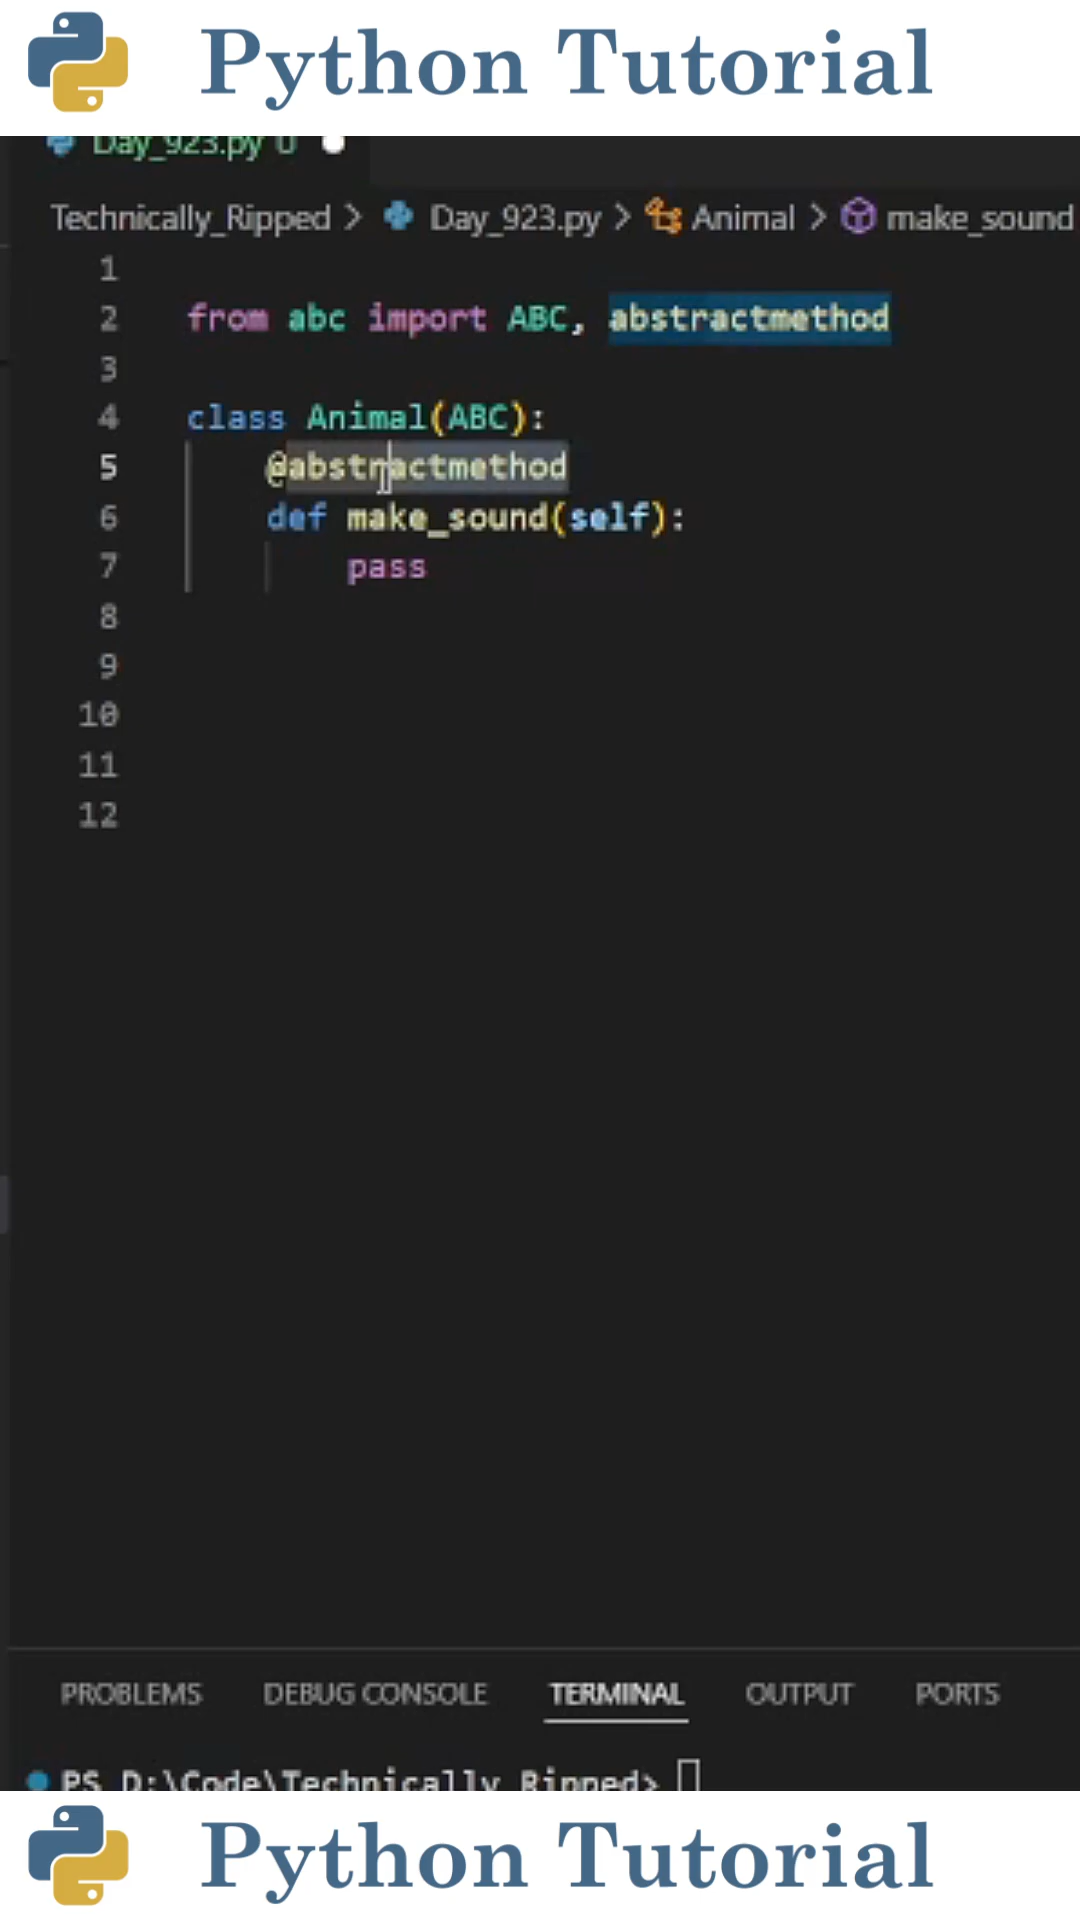 Python Tutorial
Day_923.py U
Technically_Ripped > Day_923.py > Animal > make_sound
1
2 from abc import ABC, abstractmethod
3
4 class Animal(ABC):
5 @abstractmethod
6 def make_sound(self):
7 pass
8
9
10
11
12
PROBLEMS DEBUG CONSOLE TERMINAL OUTPUT PORTS
PS D:\Code\Technically_Ripped>
Python Tutorial